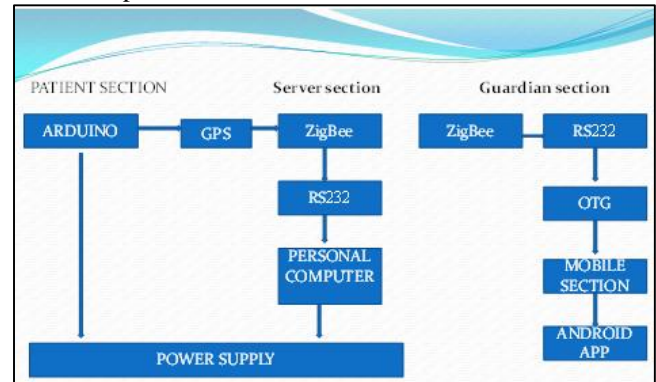 PATIENT SECTION
Server section
Guardian section
ARDUINO
GPS
ZigBee
ZigBee
RS232
RS232
OTG
PERSONAL
COMPUTER
MOBILE
SECTION
ANDROID
APP
POWER SUPPLY